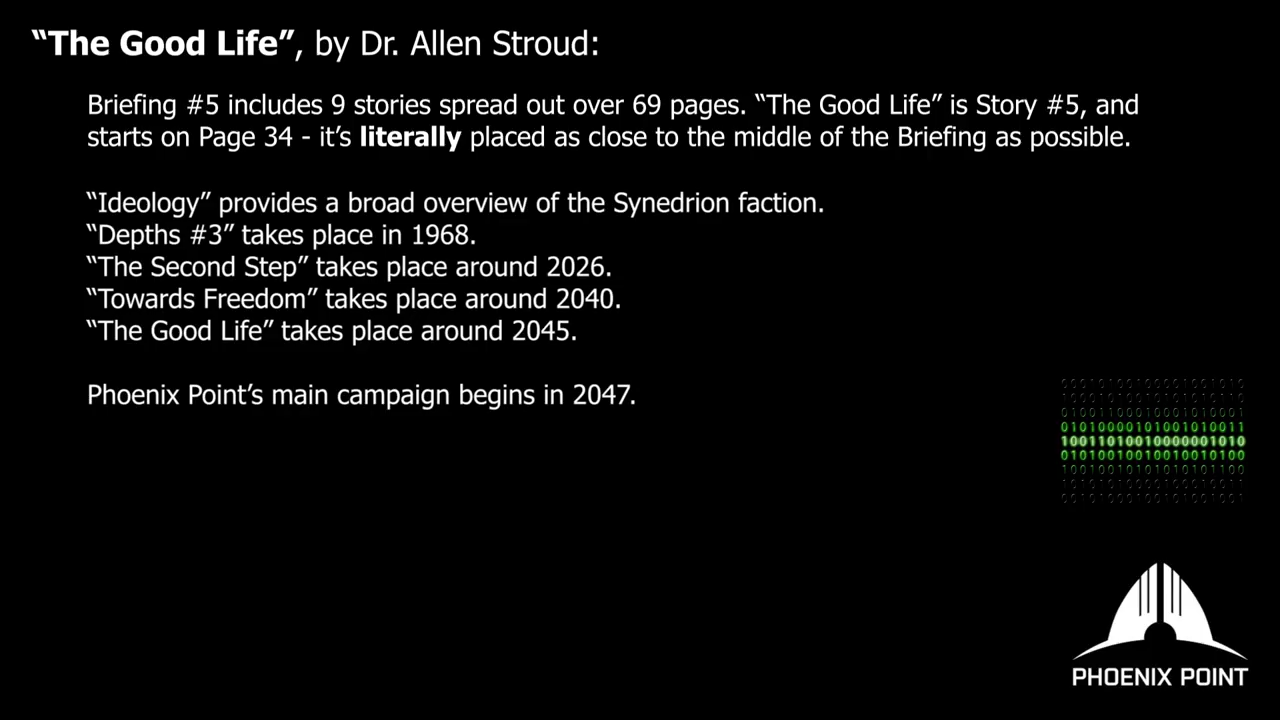 “The Good Life”, by Dr. Allen Stroud:
Briefing #5 includes 9 stories spread out over 69 pages. “The Good Life” is Story #5, and
starts on Page 34 - it’s literally placed as close to the middle of the Briefing as possible.
“Ideology” provides a broad overview of the Synedrion faction.
“Depths #3” takes place in 1968.
“The Second Step” takes place around 2026.
“Towards Freedom” takes place around 2040.
“The Good Life” takes place around 2045.
Phoenix Point’s main campaign begins in 2047.
01010000101001010011
10011010010000001010
01010010010010010100
PHOENIX POINT